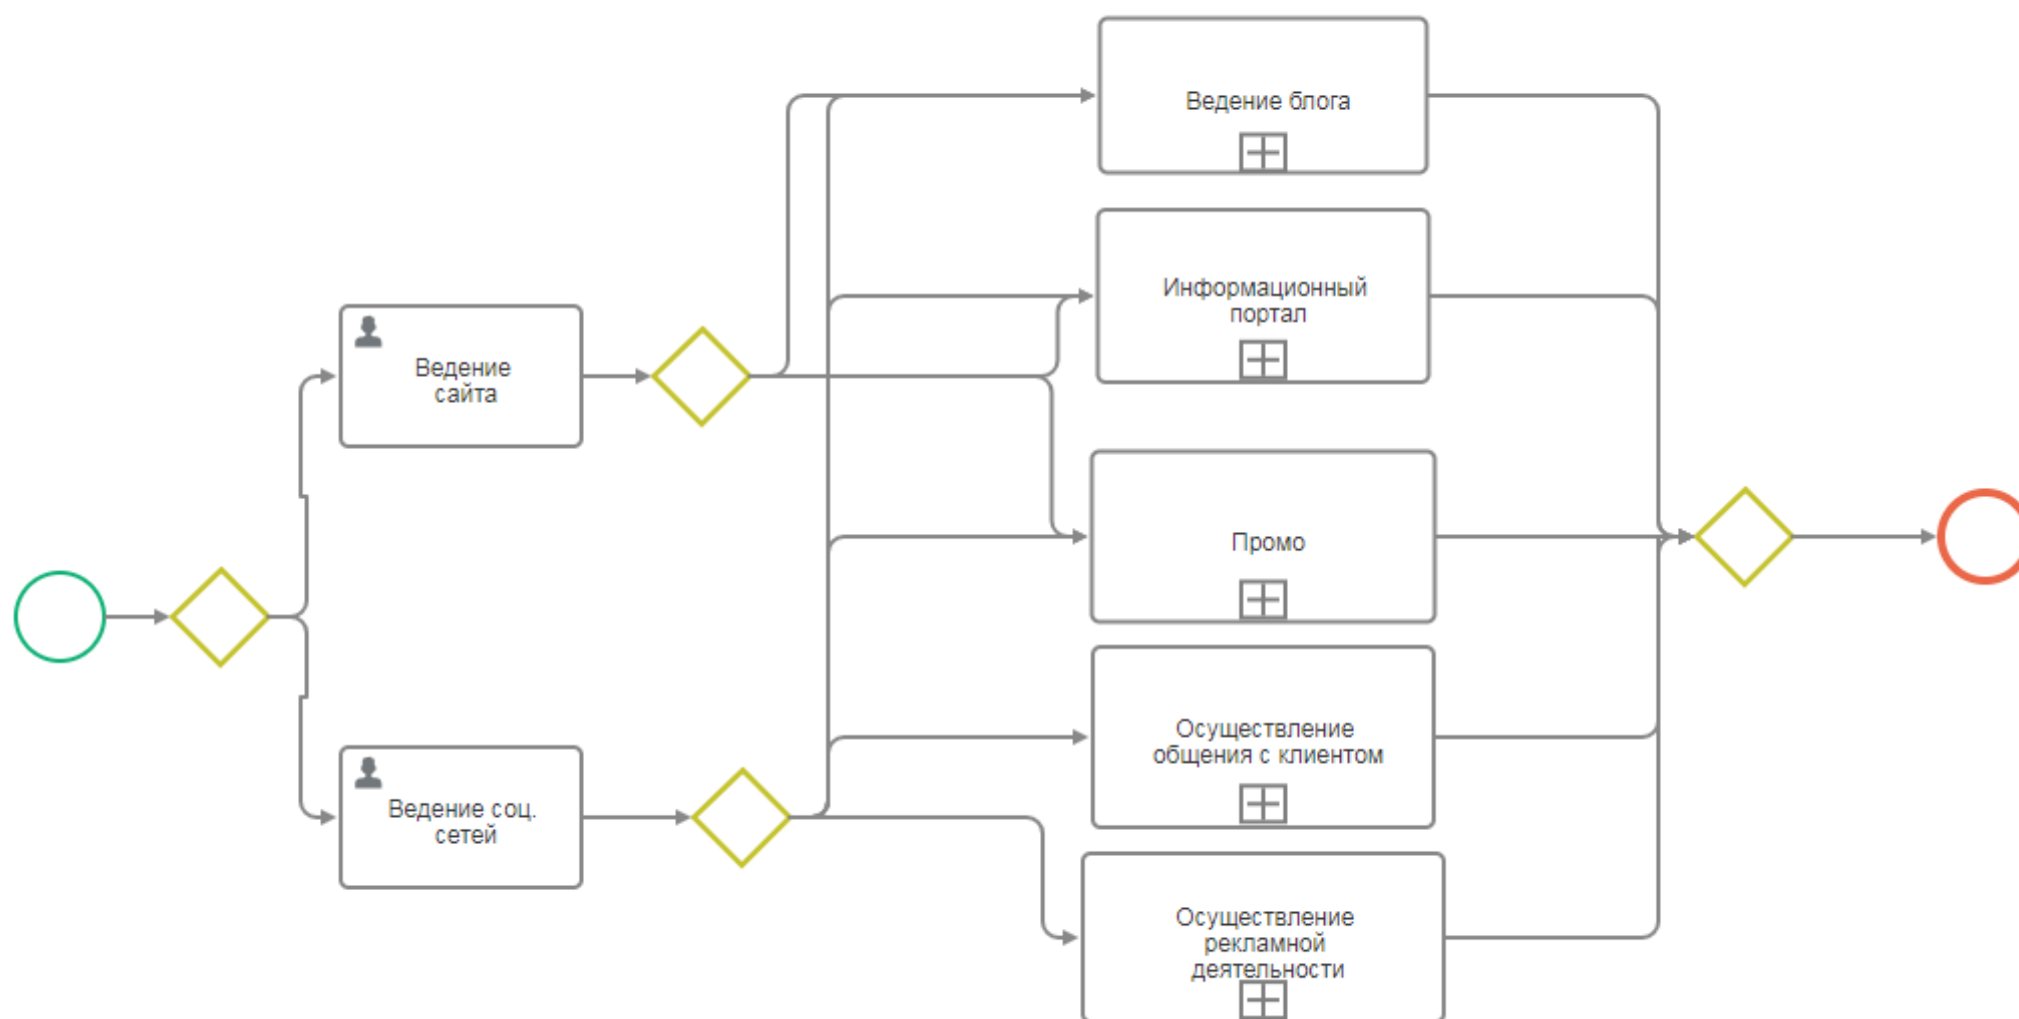 Ведение блога
Информационный
портал
Ведение
сайта
Промо
Осуществление
общения с клиентом
Ведение соц.
сетей
Осуществление
рекламной
деятельности